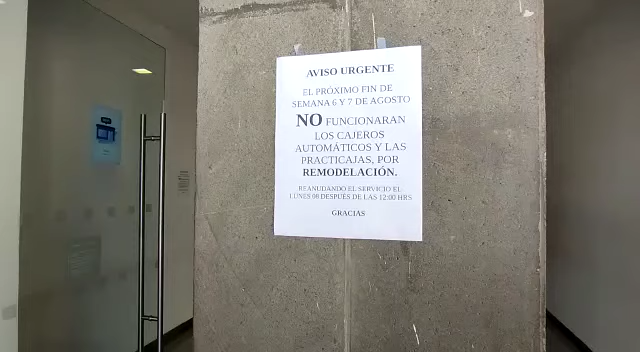 AVISO URGENTE
EL PRÓXIMO FIN DE
SEMANA 6 Y 7 DE AGOSTO
NO FUNCIONARAN
LOS CAJEROS
AUTOMÁTICOS Y LAS
PRACTICAJAS, POR
REMODELACIÓN.
REANUDANDO EL SERVICIO EL
LUNES 08 DESPUÉS DE LAS 12:00 HRS
GRACIAS